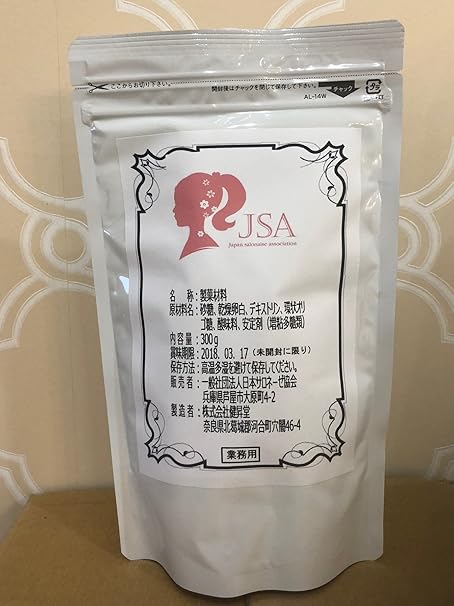 ここからお切り下さい。
開封後はチャックを閉じて保存して下さい。
チャック
AL-14W
JSA
Japan salonaise association
名　称：製菓材料
原材料名：砂糖、乾燥卵白、デキストリン、環状オリ
ゴ糖、酸味料、安定剤（増粘多糖類）
内容量：300g
賞味期限：2018. 03. 17（未開封に限り）
保存方法：高温多湿を避けて保存してください。
販売者：一般社団法人日本サロネーゼ協会
兵庫県芦屋市大原町4-2
製造者：株式会社健昇堂
奈良県北葛城郡河合町穴闇46-4
業務用